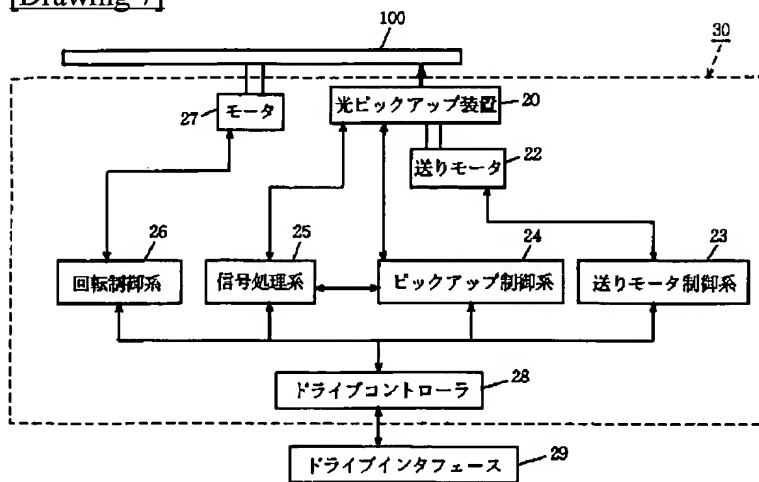 [Drawing 7]
100
30
27 モータ
光ピックアップ装置 20
送りモータ 22
26 25 24 23
回転制御系 信号処理系 ピックアップ制御系 送りモータ制御系
ドライブコントローラ 28
ドライブインタフェース 29